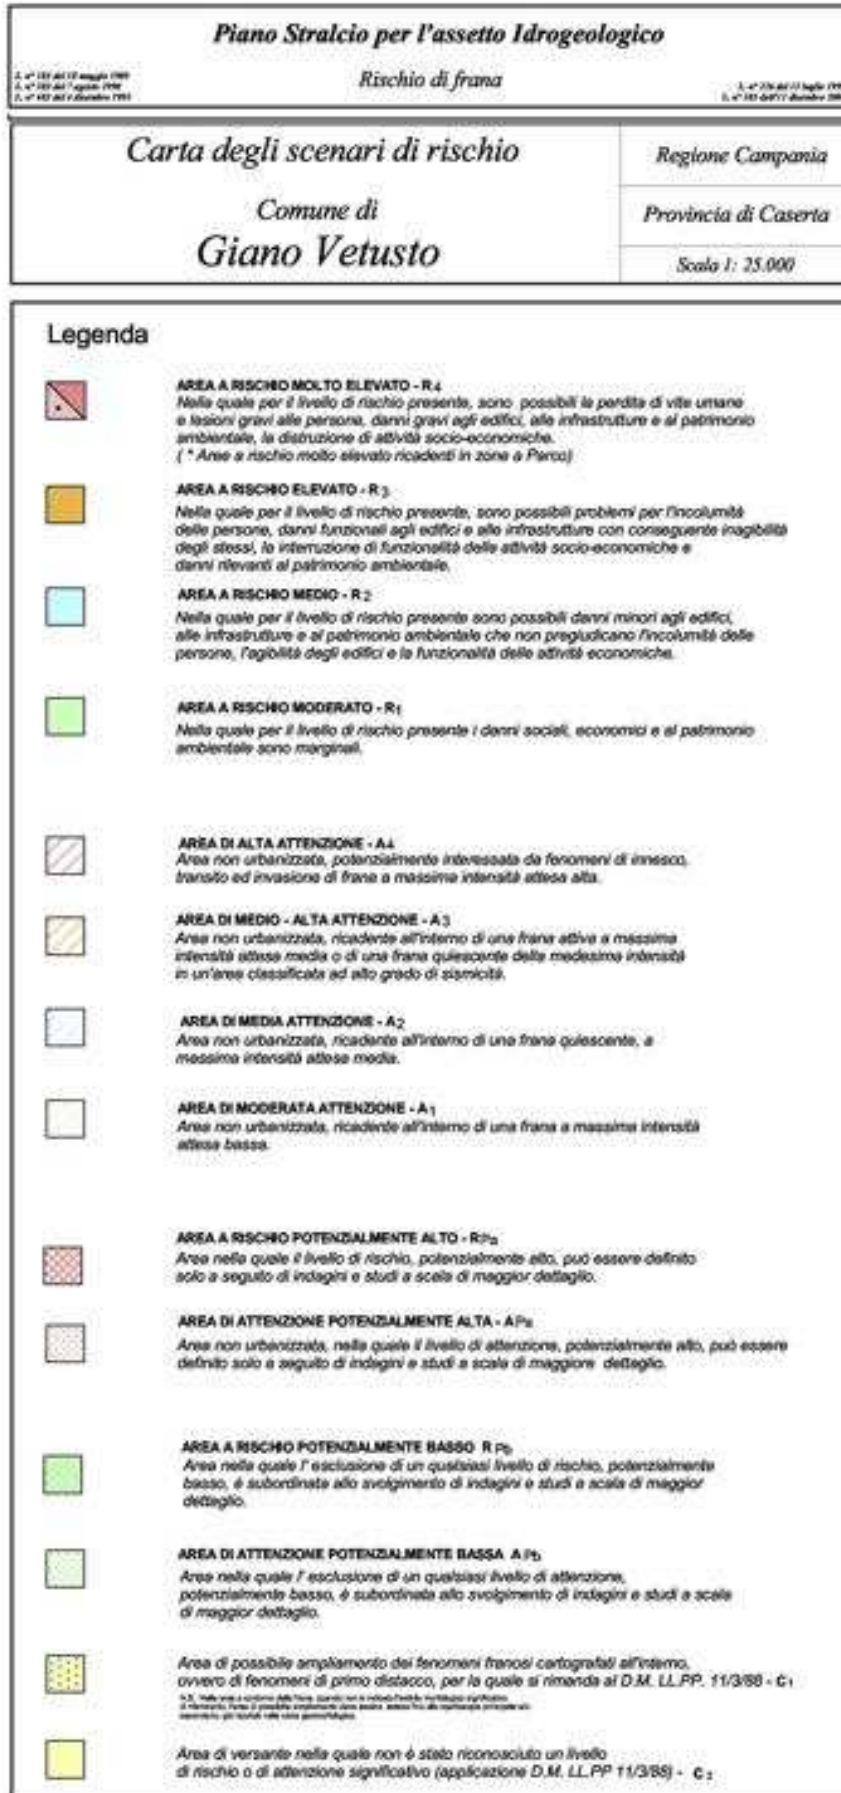 Piano Stralcio per l'assetto Idrogeologico
Rischio di frana
Carta degli scenari di rischio
Comune di
Giano Vetusto
Regione Campania
Provincia di Caserta
Scala 1: 25.000
Legenda
AREA A RISCHIO MOLTO ELEVATO - R4
Nella quale per il livello di rischio presente, sono possibili la perdita di vite umane
e lesioni gravi alle persone, danni gravi agli edifici, alle infrastrutture e al patrimonio
ambientale, la distruzione di attività socio-economiche.
( * Aree a rischio molto elevato ricadenti in zone a Parco)
AREA A RISCHIO ELEVATO - R3
Nella quale per il livello di rischio presente, sono possibili problemi per l'incolumità
delle persone, danni funzionali agli edifici e alle infrastrutture con conseguente inagibilità
degli stessi, la interruzione di funzionalità delle attività socio-economiche e
danni rilevanti al patrimonio ambientale.
AREA A RISCHIO MEDIO - R2
Nella quale per il livello di rischio presente sono possibili danni minori agli edifici,
alle infrastrutture e al patrimonio ambientale che non pregiudicano l'incolumità delle
persone, l'agibilità degli edifici e la funzionalità delle attività economiche.
AREA A RISCHIO MODERATO - R1
Nella quale per il livello di rischio presente i danni sociali, economici e al patrimonio
ambientale sono marginali.
AREA DI ALTA ATTENZIONE - A4
Area non urbanizzata, potenzialmente interessata da fenomeni di innesco,
transito ed invasione di frana a massima intensità attesa alta.
AREA DI MEDIO - ALTA ATTENZIONE - A3
Area non urbanizzata, ricadente all'interno di una frana attiva a massima
intensità attesa media o di una frana quiescente della medesima intensità
in un'area classificata ad alto grado di sismicità.
AREA DI MEDIA ATTENZIONE - A2
Area non urbanizzata, ricadente all'interno di una frana quiescente, a
massima intensità attesa media.
AREA DI MODERATA ATTENZIONE - A1
Area non urbanizzata, ricadente all'interno di una frana a massima intensità
attesa bassa.
AREA A RISCHIO POTENZIALMENTE ALTO - RPa
Area nella quale il livello di rischio, potenzialmente alto, può essere definito
solo a seguito di indagini e studi a scala di maggior dettaglio.
AREA DI ATTENZIONE POTENZIALMENTE ALTA - APa
Area non urbanizzata, nella quale il livello di attenzione, potenzialmente alto, può essere
definito solo a seguito di indagini e studi a scala di maggiore dettaglio.
AREA A RISCHIO POTENZIALMENTE BASSO RPb
Area nella quale l' esclusione di un qualsiasi livello di rischio, potenzialmente
basso, è subordinata allo svolgimento di indagini e studi a scala di maggior
dettaglio.
AREA DI ATTENZIONE POTENZIALMENTE BASSA APb
Area nella quale l' esclusione di un qualsiasi livello di attenzione,
potenzialmente basso, è subordinata allo svolgimento di indagini e studi a scala
di maggior dettaglio.
Area di possibile ampliamento dei fenomeni franosi cartografati all'interno,
ovvero di fenomeni di primo distacco, per la quale si rimanda al D.M. LL.PP. 11/3/88 - C1
Area di versante nella quale non è stato riconosciuto un livello
di rischio o di attenzione significativo (applicazione D.M. LL.PP 11/3/88) - C2